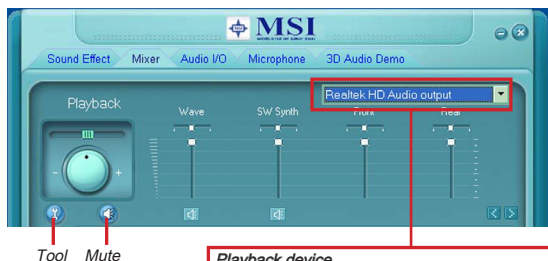 MSI
Sound Effect Mixer Audio I/O Microphone 3D Audio Demo
Realtek HD Audio output
Playback
Wave SW Synth Front Rear
- +
Tool Mute
Playback device